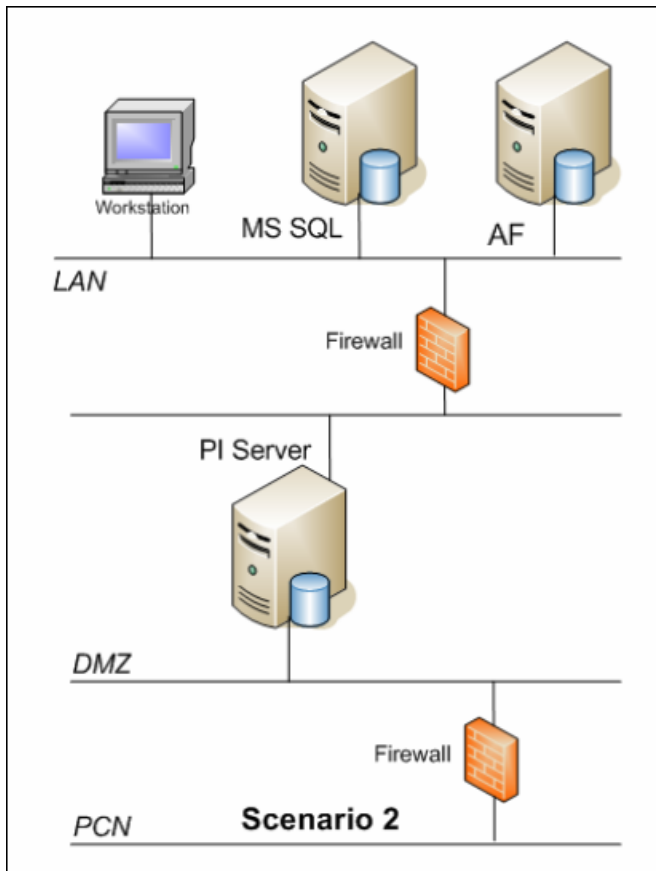 Workstation
MS SQL
AF
LAN
Firewall
PI Server
DMZ
Firewall
PCN
Scenario 2